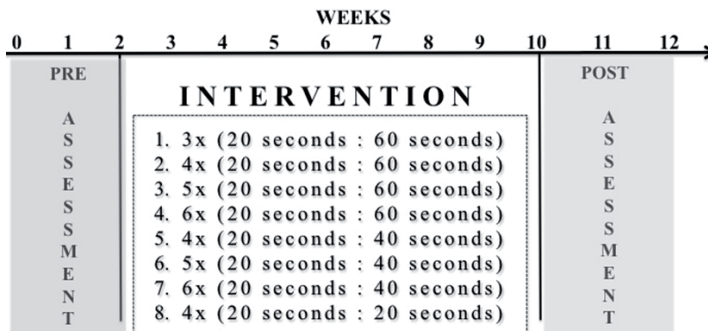 WEEKS
0 1 2 3 4 5 6 7 8 9 10 11 12
PRE
ASSESSMENT
INTERVENTION
1. 3x (20 seconds : 60 seconds)
2. 4x (20 seconds : 60 seconds)
3. 5x (20 seconds : 60 seconds)
4. 6x (20 seconds : 60 seconds)
5. 4x (20 seconds : 40 seconds)
6. 5x (20 seconds : 40 seconds)
7. 6x (20 seconds : 40 seconds)
8. 4x (20 seconds : 20 seconds)
POST
ASSESSMENT